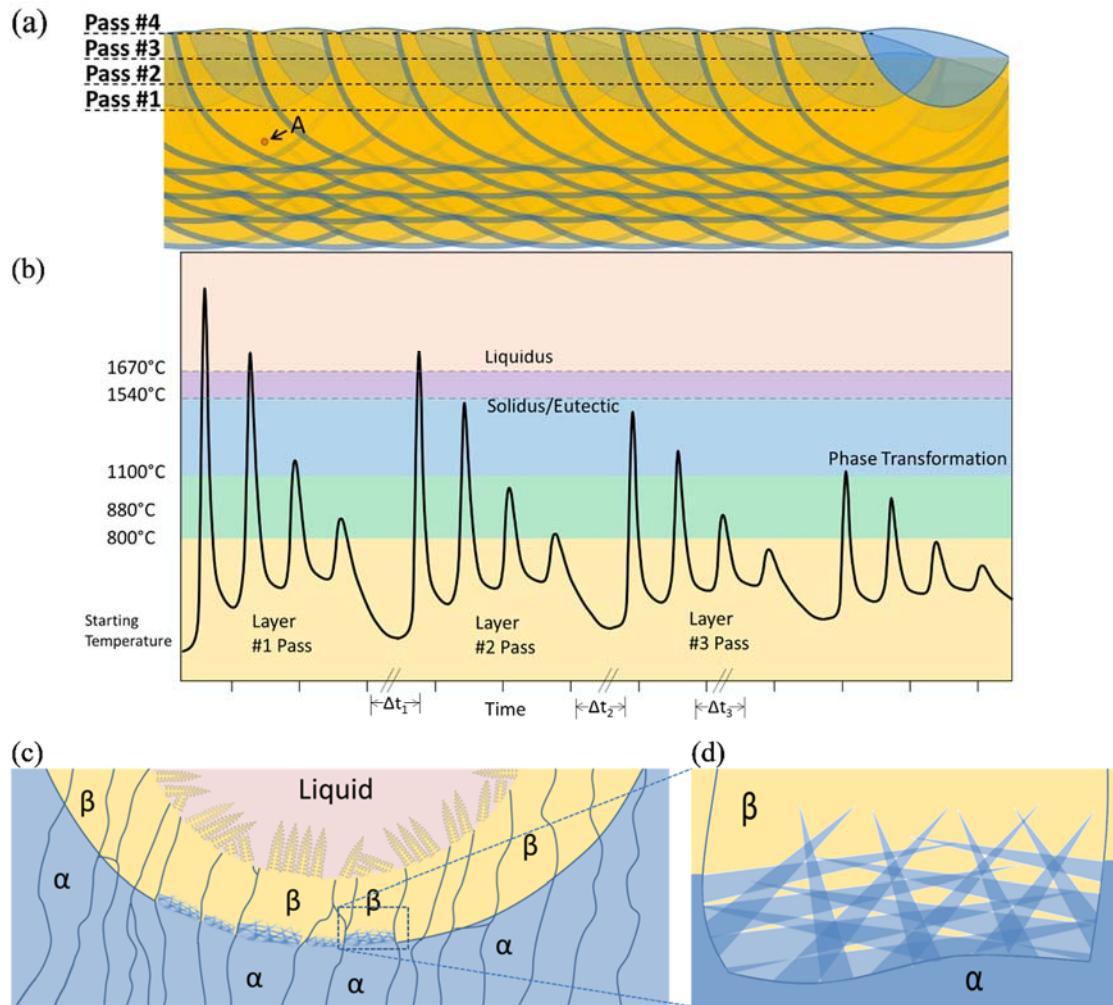 (a)
Pass #4
Pass #3
Pass #2
Pass #1
A
(b)
1670°C
1540°C
1100°C
880°C
800°C
Starting
Temperature
Liquidus
Solidus/Eutectic
Phase Transformation
Layer
#1 Pass
Layer
#2 Pass
Layer
#3 Pass
Δt₁
Time
Δt₂
Δt₃
(c)
Liquid
β
β
β
β
α
α
α
α
(d)
β
α